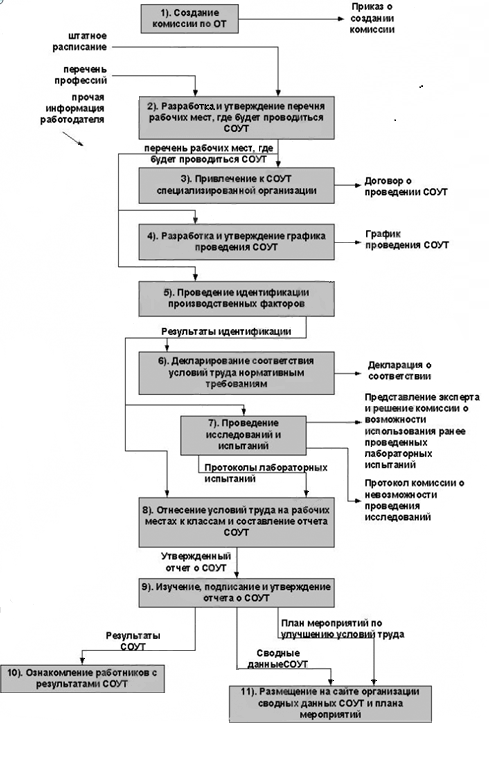 1). Создание
комиссии по ОТ
Приказ о
создании
комиссии
штатное
расписание
перечень
профессий
прочая
информация
работодателя
2). Разработка и утверждение перечня
рабочих мест, где будет проводиться
СОУТ
перечень рабочих мест, где
будет проводиться СОУТ
3). Привлечение к СОУТ
специализированной организации
Договор о
проведении СОУТ
4). Разработка и утверждение графика
проведения СОУТ
График
проведения СОУТ
5). Проведение идентификации
производственных факторов
Результаты идентификации
6). Декларирование соответствия
условий труда нормативным
требованиям
Декларация о
соответствии
7). Проведение
исследований и
испытаний
Представление эксперта
и решение комиссии о
возможности
использования ранее
проведенных
лабораторных
испытаний
Протоколы лабораторных
испытаний
Протокол комиссии о
невозможности
проведения
исследований
8). Отнесение условий труда на рабочих
местах к классам и составление отчета
СОУТ
Утвержденный
отчет о СОУТ
9). Изучение, подписание и утверждение
отчета о СОУТ
План мероприятий по
улучшению условий труда
Результаты
СОУТ
Сводные
данныеСОУТ
10). Ознакомление работников с
результатами СОУТ
11). Размещение на сайте организации
сводных данных СОУТ и плана
мероприятий